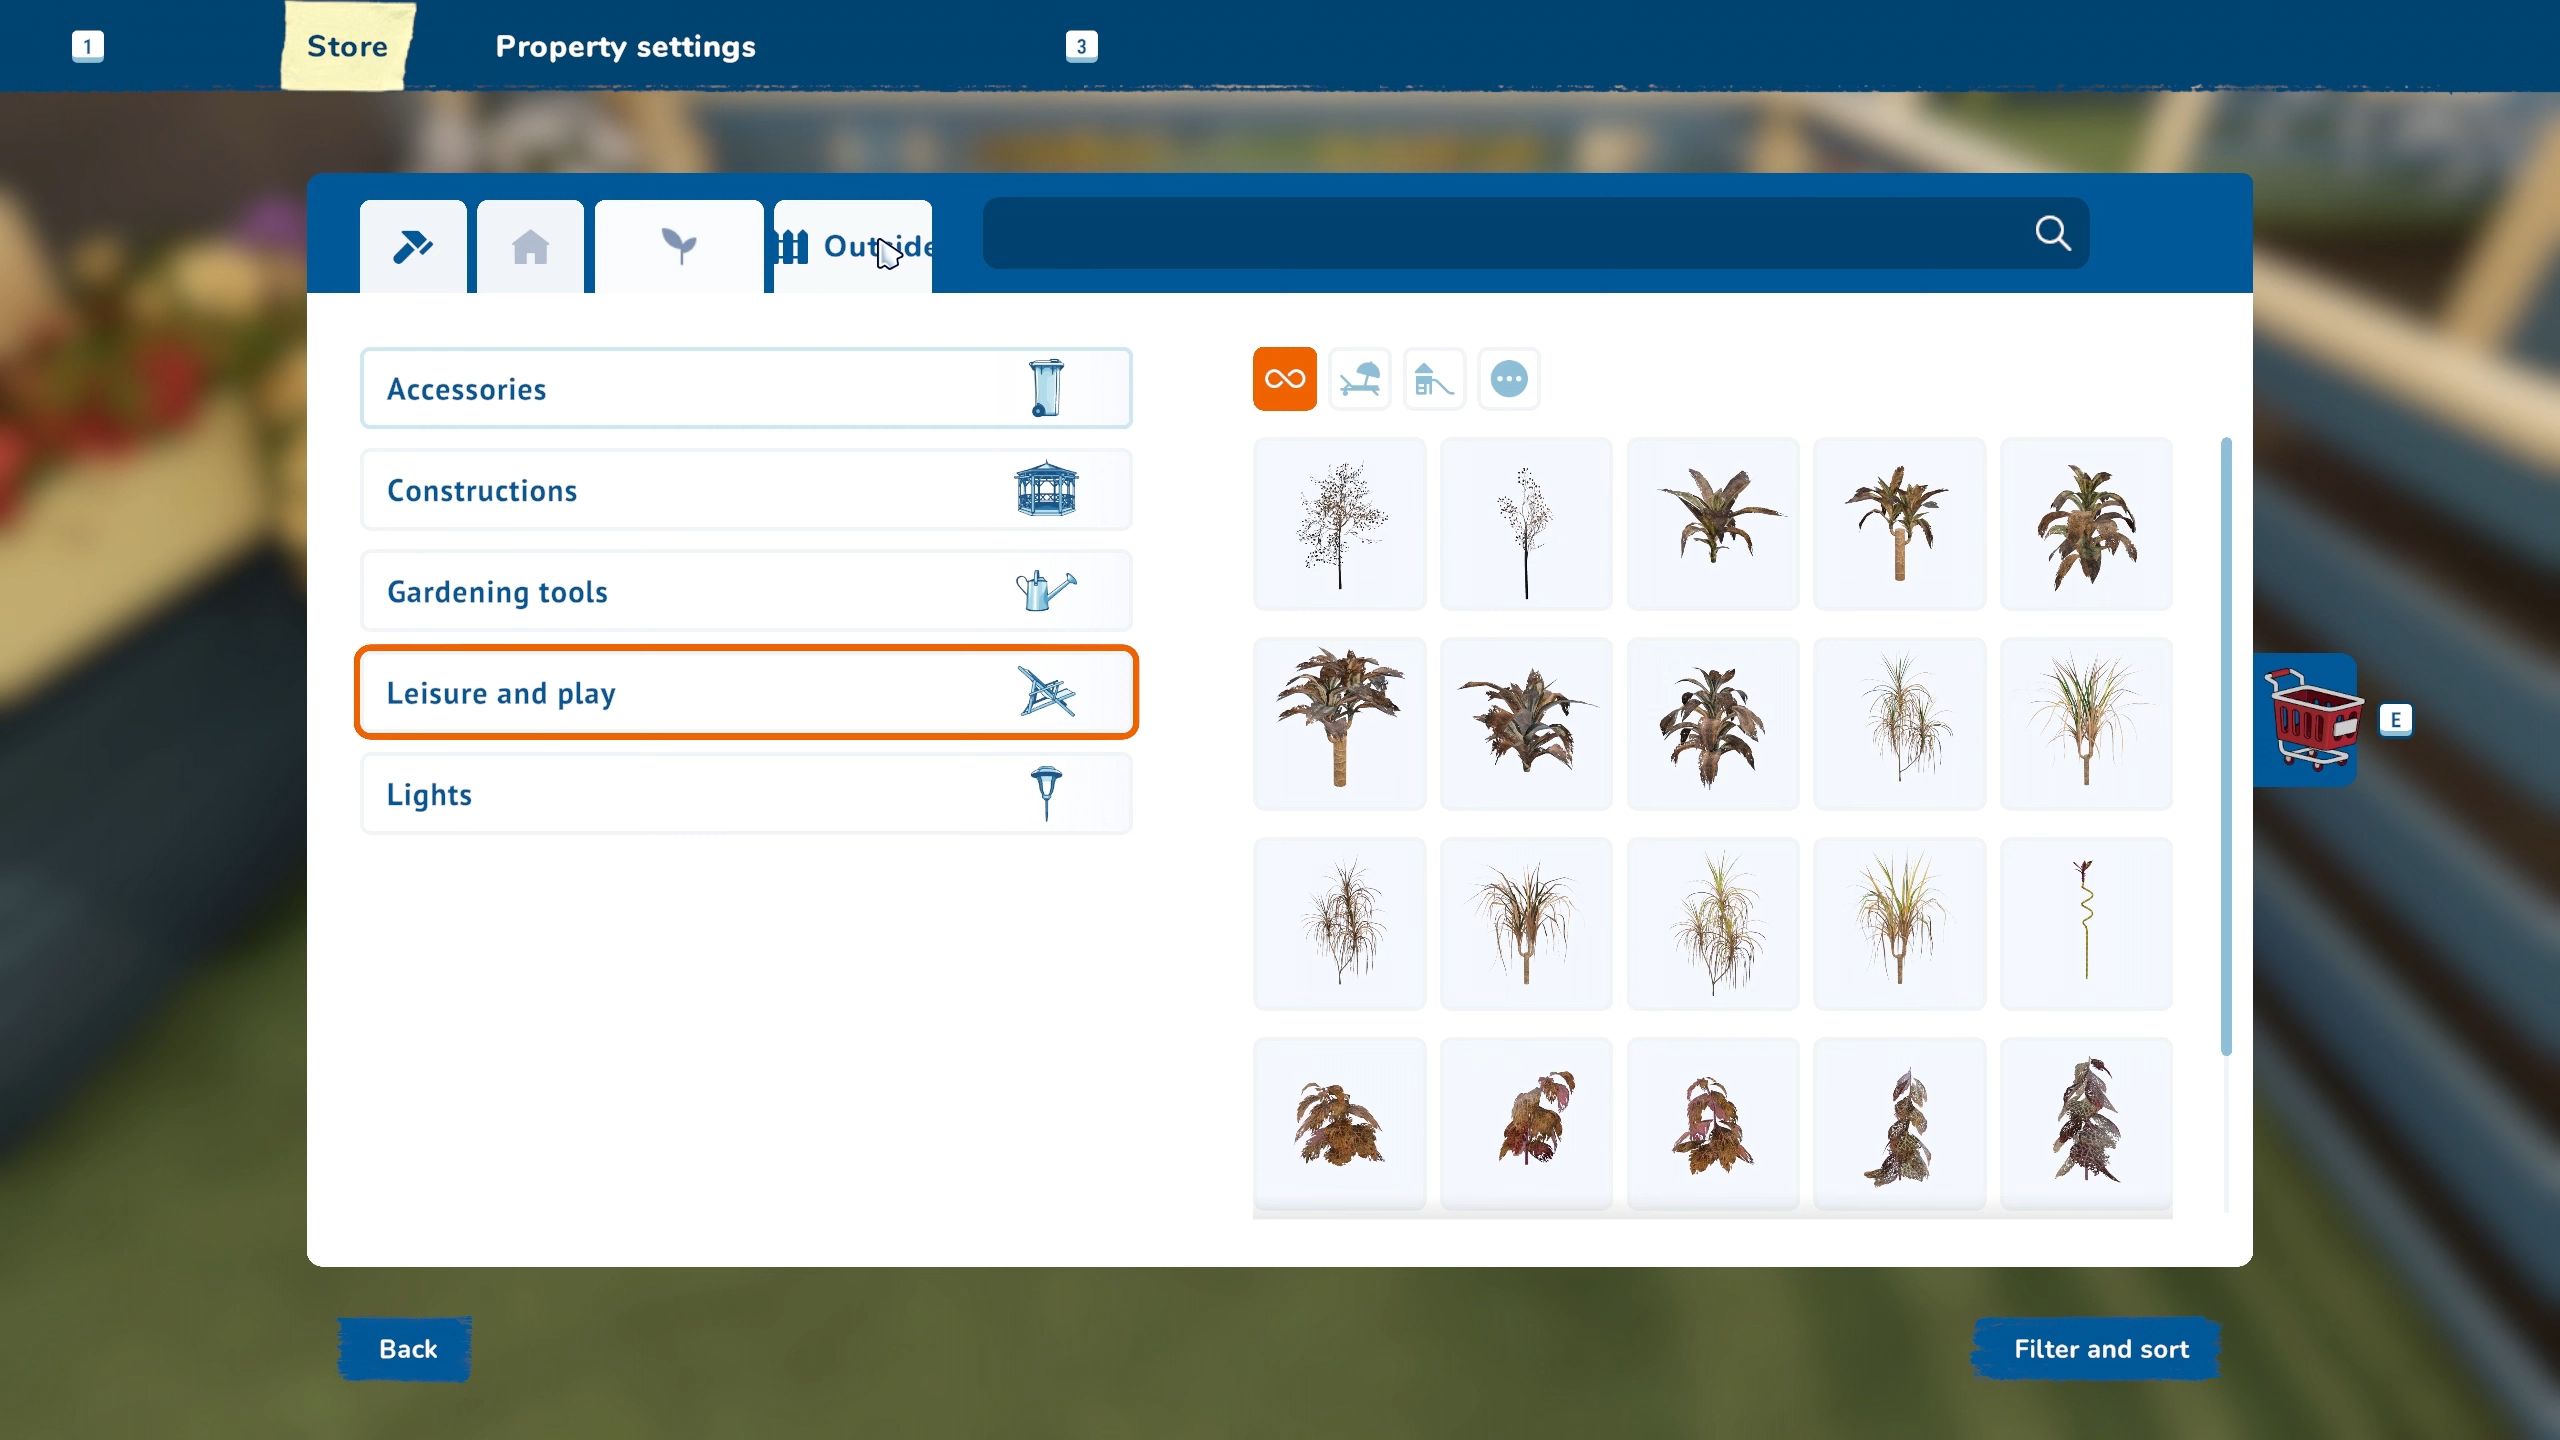 1
Store
Property settings
3
Outside
Accessories
Constructions
Gardening tools
Leisure and play
Lights
E
Back
Filter and sort